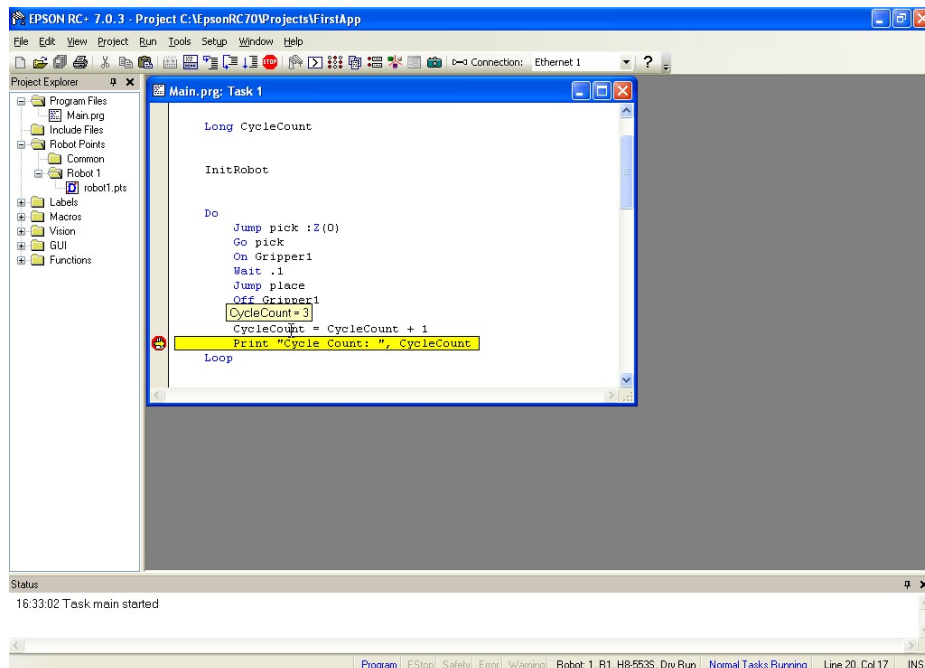 EPSON RC+ 7.0.3 - Project C:\EpsonRC70\Projects\FirstApp
File Edit View Project Run Tools Setup Window Help
Connection: Ethernet 1
Project Explorer
Program Files
Main.prg
Include Files
Robot Points
Common
Robot 1
robot1.pts
Labels
Macros
Vision
GUI
Functions
Main.prg: Task 1
Long CycleCount
InitRobot
Do
Jump pick :Z(0)
Go pick
On Gripper1
Wait .1
Jump place
Off Gripper1
CycleCount = 3
CycleCount = CycleCount + 1
Print "Cycle Count: ", CycleCount
Loop
Status
16:33:02 Task main started
Program EStop Safety Error Warning Robot: 1, B1, H8-553S, Dry Run Normal Tasks Running Line 20, Col 17 INS